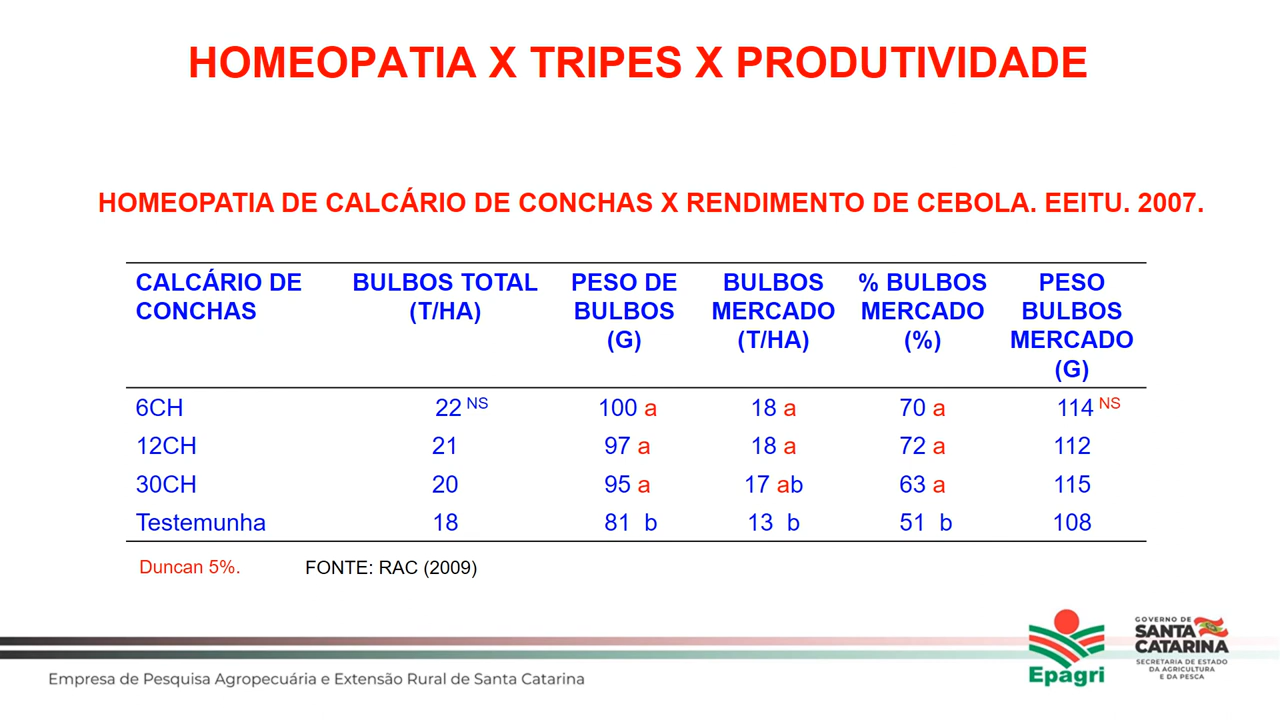 HOMEOPATIA X TRIPES X PRODUTIVIDADE
HOMEOPATIA DE CALCÁRIO DE CONCHAS X RENDIMENTO DE CEBOLA. EEITU. 2007.
CALCÁRIO DE CONCHAS BULBOS TOTAL (T/HA) PESO DE BULBOS (G) BULBOS MERCADO (T/HA) % BULBOS MERCADO (%) PESO BULBOS MERCADO (G)
6CH 22 NS 100 a 18 a 70 a 114 NS
12CH 21 97 a 18 a 72 a 112
30CH 20 95 a 17 ab 63 a 115
Testemunha 18 81 b 13 b 51 b 108
Duncan 5%. FONTE: RAC (2009)
Empresa de Pesquisa Agropecuária e Extensão Rural de Santa Catarina
Epagri
GOVERNO DE
SANTA
CATARINA
SECRETARIA DE ESTADO
DA AGRICULTURA
E DA PESCA